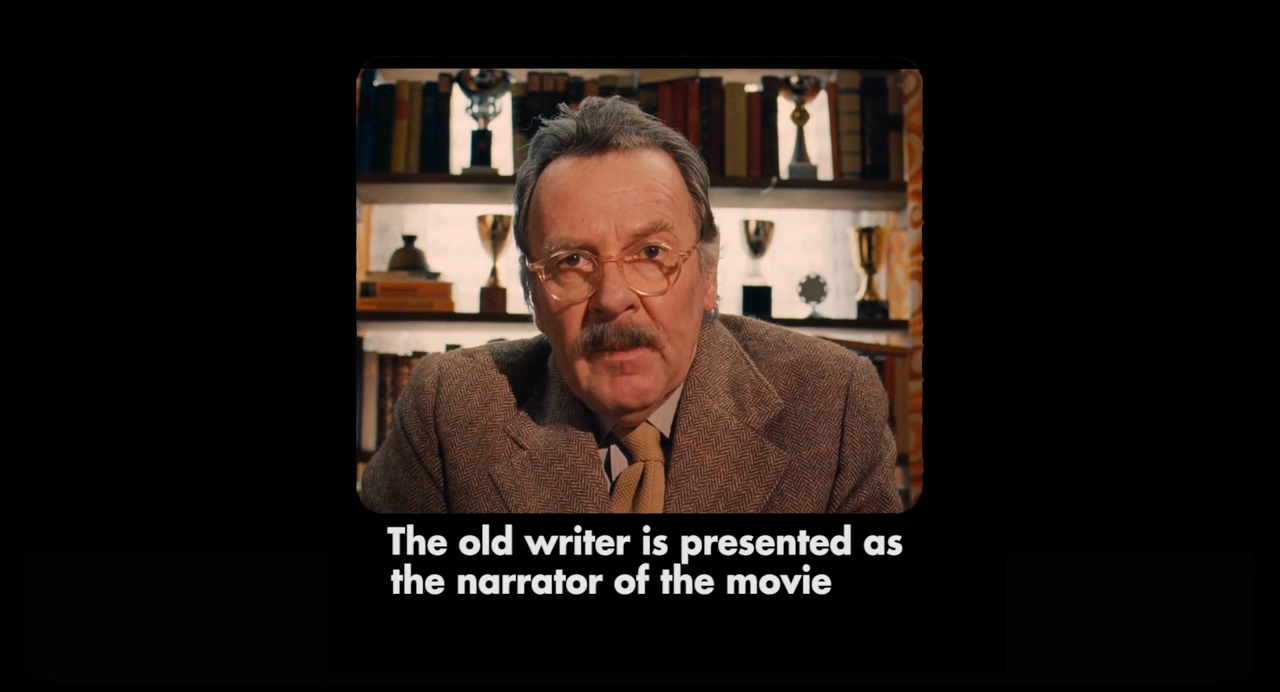 The old writer is presented as
the narrator of the movie